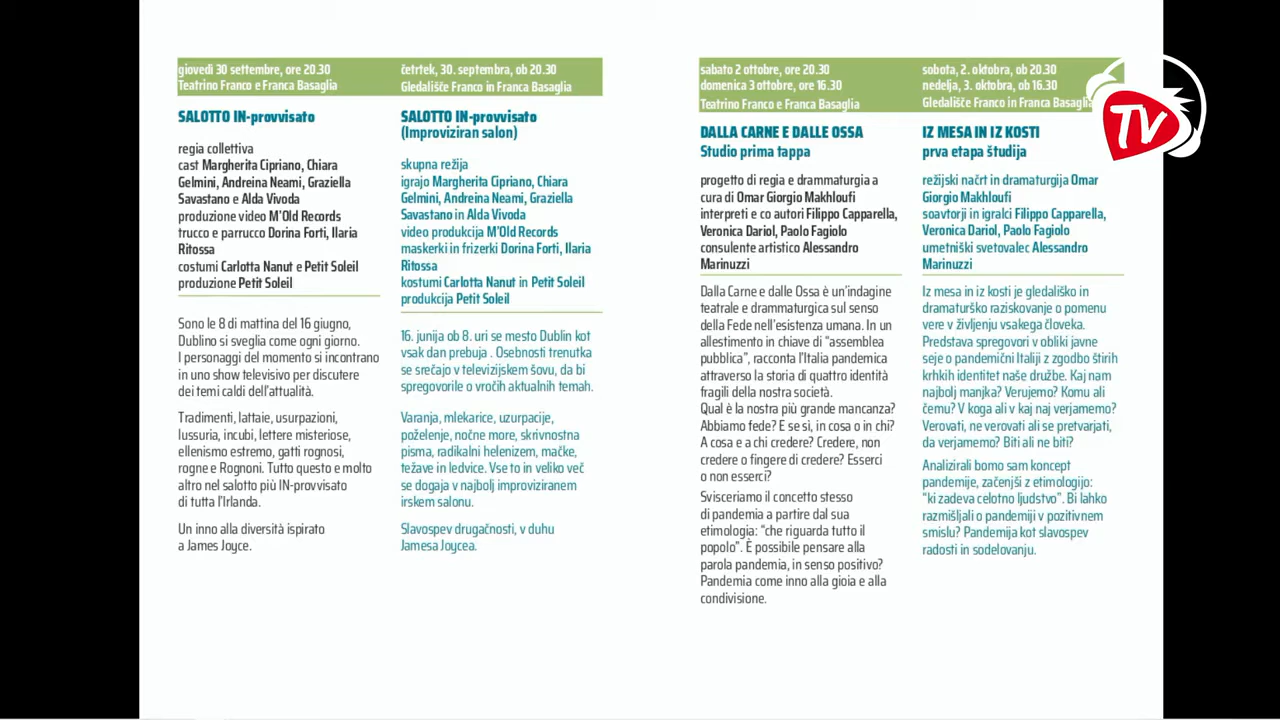 giovedì 30 settembre, ore 20.30
Teatrino Franco e Franca Basaglia
SALOTTO IN-provvisato
regia collettiva
cast Margherita Cipriano, Chiara
Gelmini, Andreina Neami, Graziella
Savastano e Alda Vivoda
produzione video M'Old Records
trucco e parrucco Dorina Forti, Ilaria
Ritossa
costumi Carlotta Nanut e Petit Soleil
produzione Petit Soleil
Sono le 8 di mattina del 16 giugno,
Dublino si sveglia come ogni giorno.
I personaggi del momento si incontrano
in uno show televisivo per discutere
dei temi caldi dell'attualità.
Tradimenti, lattaie, usurpazioni,
lussuria, incubi, lettere misteriose,
ellenismo estremo, gatti rognosi,
rogne e Rognoni. Tutto questo e molto
altro nel salotto più IN-provvisato
di tutta l'Irlanda.
Un inno alla diversità ispirato
a James Joyce.
četrtek, 30. septembra, ob 20.30
Gledališče Franco in Franca Basaglia
SALOTTO IN-provvisato
(Improviziran salon)
skupna režija
igrajo Margherita Cipriano, Chiara
Gelmini, Andreina Neami, Graziella
Savastano in Alda Vivoda
video produkcija M'Old Records
maskerki in frizerki Dorina Forti, Ilaria
Ritossa
kostumi Carlotta Nanut in Petit Soleil
produkcija Petit Soleil
16. junija ob 8. uri se mesto Dublin kot
vsak dan prebuja . Osebnosti trenutka
se srečajo v televizijskem šovu, da bi
spregovorile o vročih aktualnih temah.
Varanja, mlekarice, uzurpacije,
poželenje, nočne more, skrivnostna
pisma, radikalni helenizem, mačke,
težave in ledvice. Vse to in veliko več
se dogaja v najbolj improviziranem
irskem salonu.
Slavospev drugačnosti, v duhu
Jamesa Joycea.
sabato 2 ottobre, ore 20.30
domenica 3 ottobre, ore 16.30
Teatrino Franco e Franca Basaglia
DALLA CARNE E DALLE OSSA
Studio prima tappa
progetto di regia e drammaturgia a
cura di Omar Giorgio Makhloufi
interpreti e co autori Filippo Capparella,
Veronica Dariol, Paolo Fagiolo
consulente artistico Alessandro
Marinuzzi
Dalla Carne e dalle Ossa è un'indagine
teatrale e drammaturgica sul senso
della Fede nell'esistenza umana. In un
allestimento in chiave di "assemblea
pubblica", racconta l'Italia pandemica
attraverso la storia di quattro identità
fragili della nostra società.
Qual è la nostra più grande mancanza?
Abbiamo fede? E se sì, in cosa o in chi?
A cosa e a chi credere? Credere, non
credere o fingere di credere? Esserci
o non esserci?
Svisceriamo il concetto stesso
di pandemia a partire dal sua
etimologia: "che riguarda tutto il
popolo". È possibile pensare alla
parola pandemia, in senso positivo?
Pandemia come inno alla gioia e alla
condivisione.
sobota, 2. oktobra, ob 20.30
nedelja, 3. oktobra, ob 16.30
Gledališče Franco in Franca Basaglia
IZ MESA IN IZ KOSTI
prva etapa študija
režijski načrt in dramaturgija Omar
Giorgio Makhloufi
soavtorji in igralci Filippo Capparella,
Veronica Dariol, Paolo Fagiolo
umetniški svetovalec Alessandro
Marinuzzi
Iz mesa in iz kosti je gledališko in
dramaturško raziskovanje o pomenu
vere v življenju vsakega človeka.
Predstava spregovori v obliki javne
seje o pandemični Italiji z zgodbo štirih
krhkih identitet naše družbe. Kaj nam
najbolj manjka? Verujemo? Komu ali
čemu? V koga ali v kaj naj verjamemo?
Verovati, ne verovati ali se pretvarjati,
da verjamemo? Biti ali ne biti?
Analizirali bomo sam koncept
pandemije, začenjši z etimologijo:
"ki zadeva celotno ljudstvo". Bi lahko
razmišljali o pandemiji v pozitivnem
smislu? Pandemija kot slavospev
radosti in sodelovanju.
TV